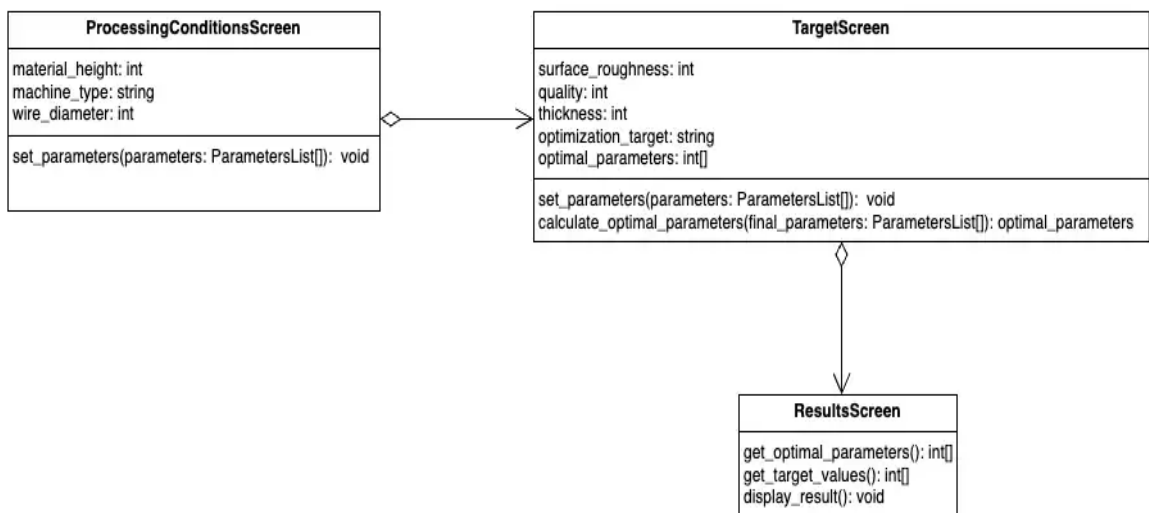 ProcessingConditionsScreen
material_height: int
machine_type: string
wire_diameter: int
set_parameters(parameters: ParametersList[]):  void
TargetScreen
surface_roughness: int
quality: int
thickness: int
optimization_target: string
optimal_parameters: int[]
set_parameters(parameters: ParametersList[]):  void
calculate_optimal_parameters(final_parameters: ParametersList[]): optimal_parameters
ResultsScreen
get_optimal_parameters(): int[]
get_target_values(): int[]
display_result(): void